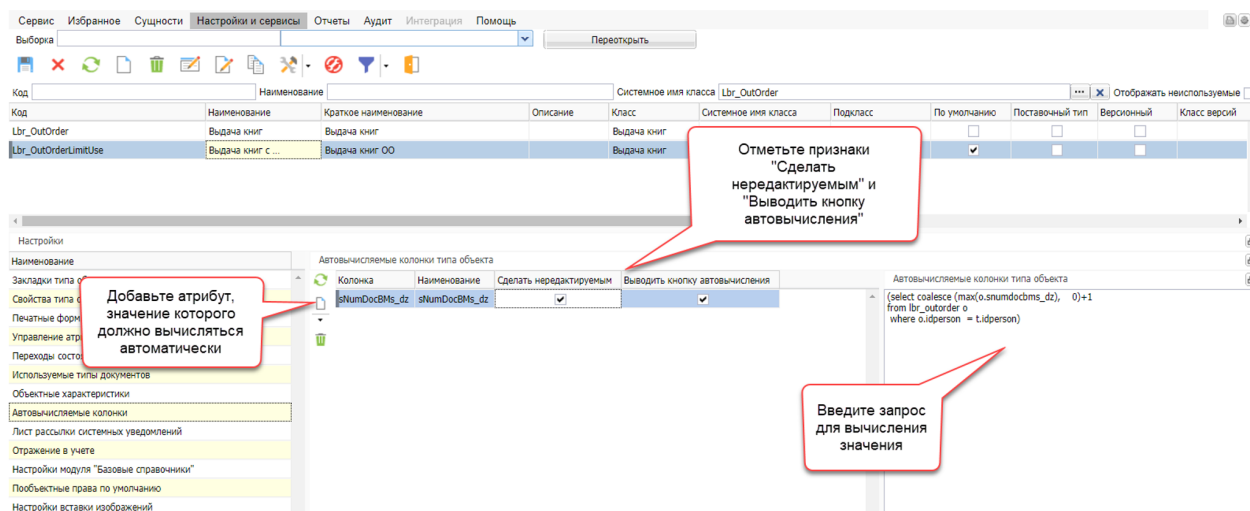 Сервис Избранное Сущности Настройки и сервисы Отчеты Аудит Интеграция Помощь
Выборка Переоткрыть
Код Наименование Системное имя класса Lbr_OutOrder ... Отображать неиспользуемые
Код Наименование Краткое наименование Описание Класс Системное имя класса Подкласс По умолчанию Поставочный тип Версионный Класс версий
Lbr_OutOrder Выдача книг Выдача книг Выдача книг
Lbr_OutOrderLimitUse Выдача книг с ... Выдача книг ОО Выдача книг
Отметьте признаки
"Сделать
нередактируемым" и
"Выводить кнопку
автовычисления"
Настройки
Наименование
Закладки типа о
Свойства типа о
Печатные форм
Управление атр
Переходы состо
Используемые типы документов
Объектные характеристики
Автовычисляемые колонки
Лист рассылки системных уведомлений
Отражение в учете
Настройки модуля "Базовые справочники"
Пообъектные права по умолчанию
Настройки вставки изображений
Добавьте атрибут,
значение которого
должно вычисляться
автоматически
Автовычисляемые колонки типа объекта
Колонка Наименование Сделать нередактируемым Выводить кнопку автовычисления
sNumDocBMs_dz sNumDocBMs_dz
Автовычисляемые колонки типа объекта
(select coalesce (max(o.snumdocbms_dz), 0)+1
from lbr_outorder o
where o.idperson = t.idperson)
Введите запрос
для вычисления
значения